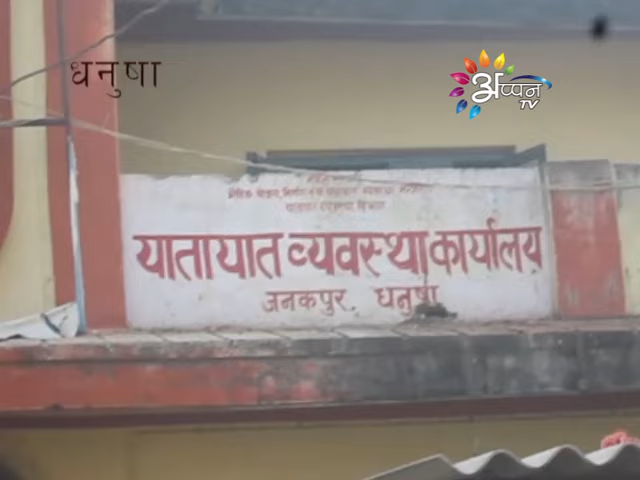 धनुषा
अप्पन
TV
यातायात व्यवस्था कार्यालय
जनकपुर, धनुषा